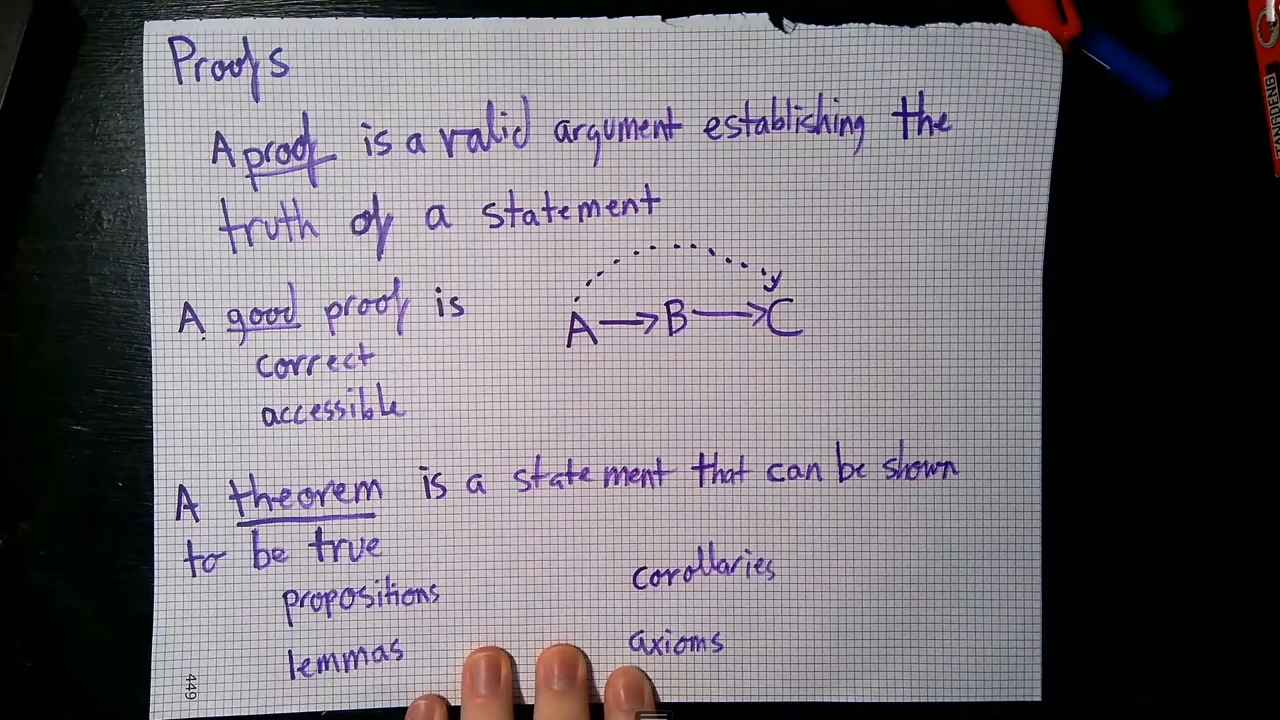 Proofs
A proof is a valid argument establishing the
truth of a statement
A good proof is
correct
accessible
A → B → C
A theorem is a statement that can be shown
to be true
propositions
corollaries
lemmas
axioms
449